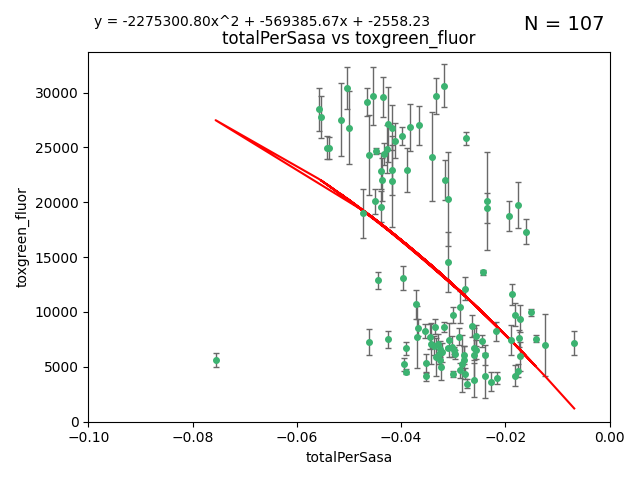 y = -2275300.80x^2 + -569385.67x + -2558.23
N = 107
totalPerSasa vs toxgreen_fluor
30000
25000
20000
15000
10000
5000
0
toxgreen_fluor
−0.10
−0.08
−0.06
−0.04
−0.02
0.00
totalPerSasa